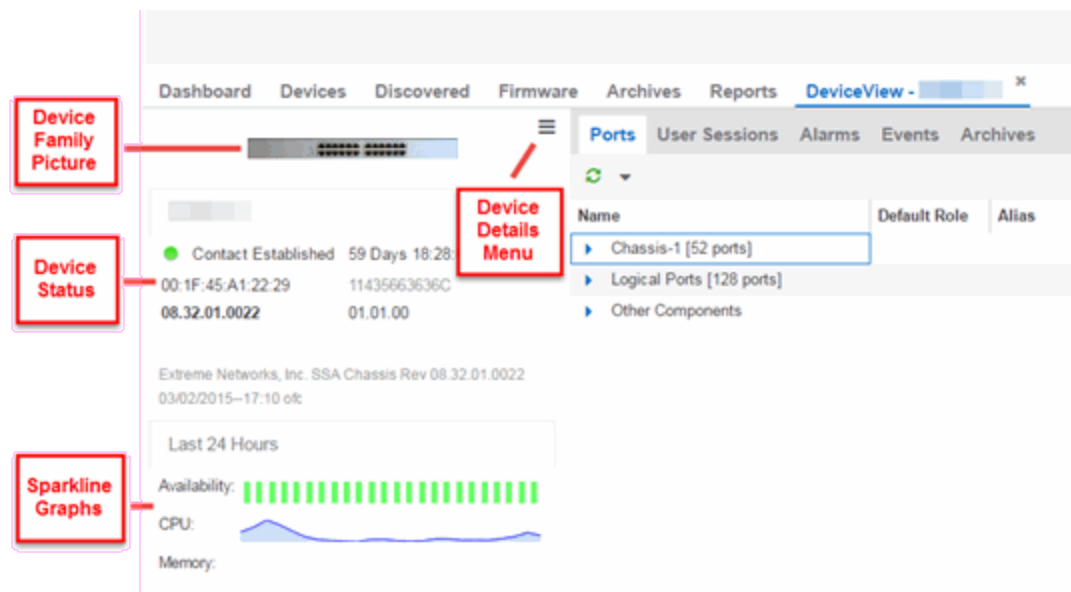 Dashboard Devices Discovered Firmware Archives Reports DeviceView -
Device
Family
Picture
Ports User Sessions Alarms Events Archives
Device
Details
Menu
Name Default Role Alias
Device
Status
Contact Established 59 Days 18:28:
00:1F:45:A1:22:29 11435663636C
08.32.01.0022 01.01.00
Chassis-1 [52 ports]
Logical Ports [128 ports]
Other Components
Extreme Networks, Inc. SSA Chassis Rev 08.32.01.0022
03/02/2015--17:10 ofc
Last 24 Hours
Sparkline
Graphs
Availability:
CPU:
Memory: